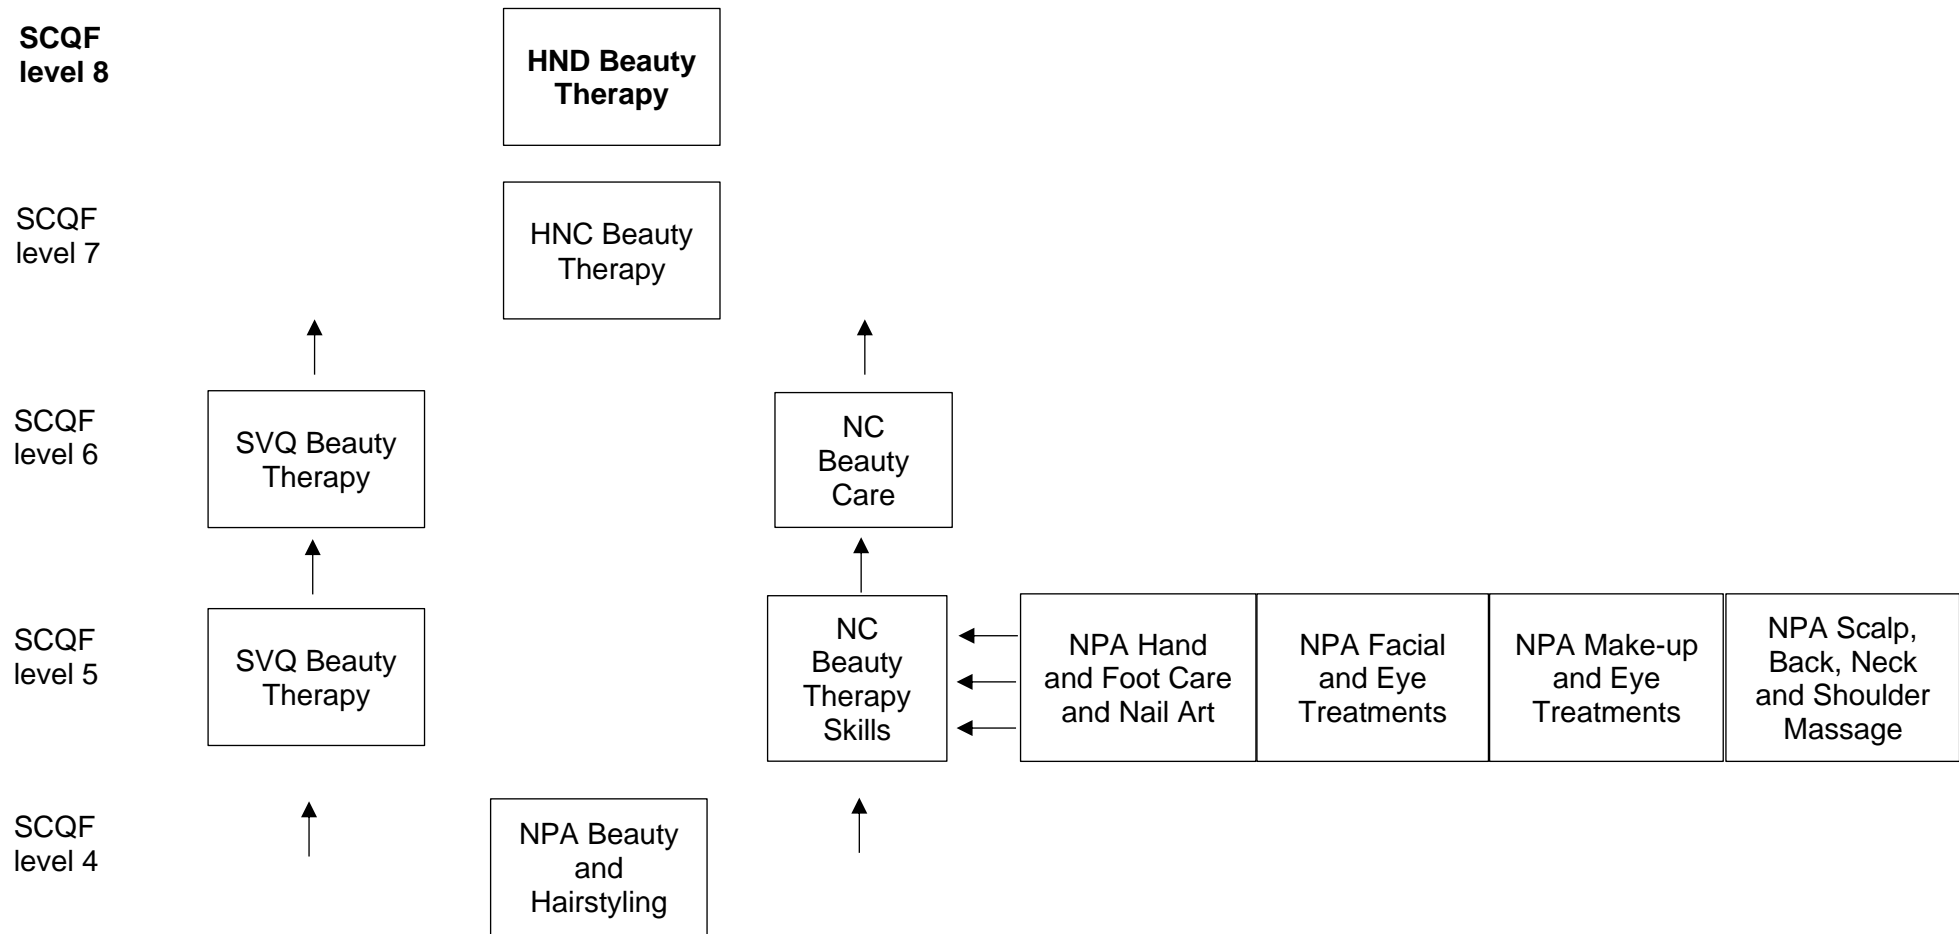 SCQF
level 8
HND Beauty
Therapy
SCQF
level 7
HNC Beauty
Therapy
SCQF
level 6
SVQ Beauty
Therapy
NC
Beauty
Care
SCQF
level 5
SVQ Beauty
Therapy
NC
Beauty
Therapy
Skills
NPA Hand
and Foot Care
and Nail Art
NPA Facial
and Eye
Treatments
NPA Make-up
and Eye
Treatments
NPA Scalp,
Back, Neck
and Shoulder
Massage
SCQF
level 4
NPA Beauty
and
Hairstyling